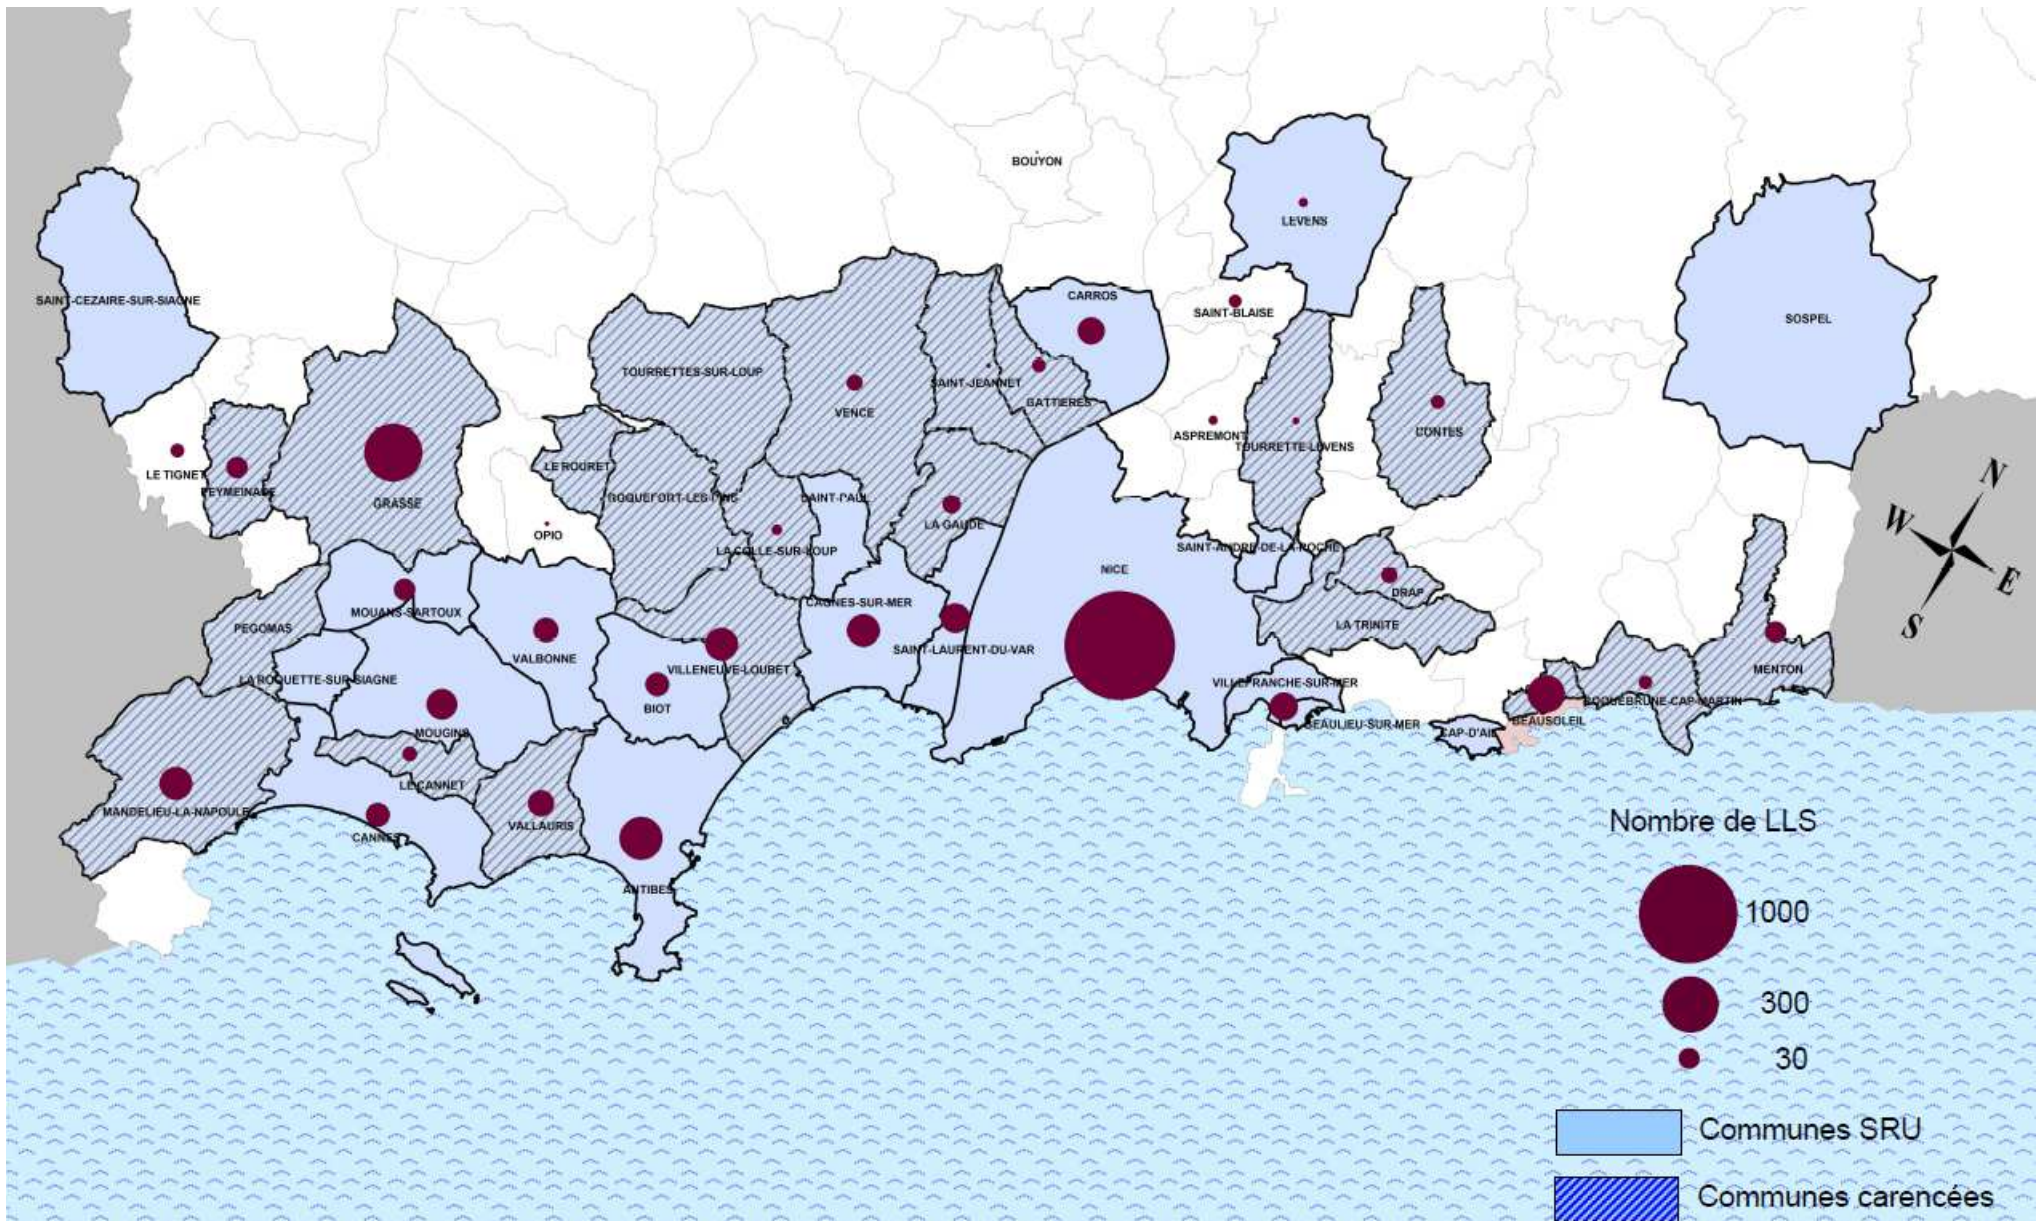 BOUYON
LEVENS
SAINT-CEZAIRE-SUR-SIAGNE
CARROS
SAINT-BLAISE
SOSPEL
TOURRETTES-SUR-LOUP
SAINT-JEANNET
GATTIERES
VENCE
ASPREMONT
TOURRETTE-LEVENS
CONTES
LE TIGNET
PEYMEINADE
GRASSE
LE ROURET
ROQUEFORT-LES-PINS
SAINT-PAUL
LA GAUDE
OPIO
LA COLLE-SUR-LOUP
SAINT-ANDRE-DE-LA-ROCHE
NICE
DRAP
LA TRINITE
MOUANS-SARTOUX
CAGNES-SUR-MER
PEGOMAS
VALBONNE
SAINT-LAURENT-DU-VAR
VILLENEUVE-LOUBET
LA ROQUETTE-SUR-SIAGNE
VILLEFRANCHE-SUR-MER
MENTON
BIOT
ROQUEBRUNE-CAP-MARTIN
BEAULIEU-SUR-MER
BEAUSOLEIL
CAP-D'AIL
MOUGINS
LE CANNET
MANDELIEU-LA-NAPOULE
VALLAURIS
CANNES
ANTIBES
N
W
E
S
Nombre de LLS
1000
300
30
Communes SRU
Communes carencées